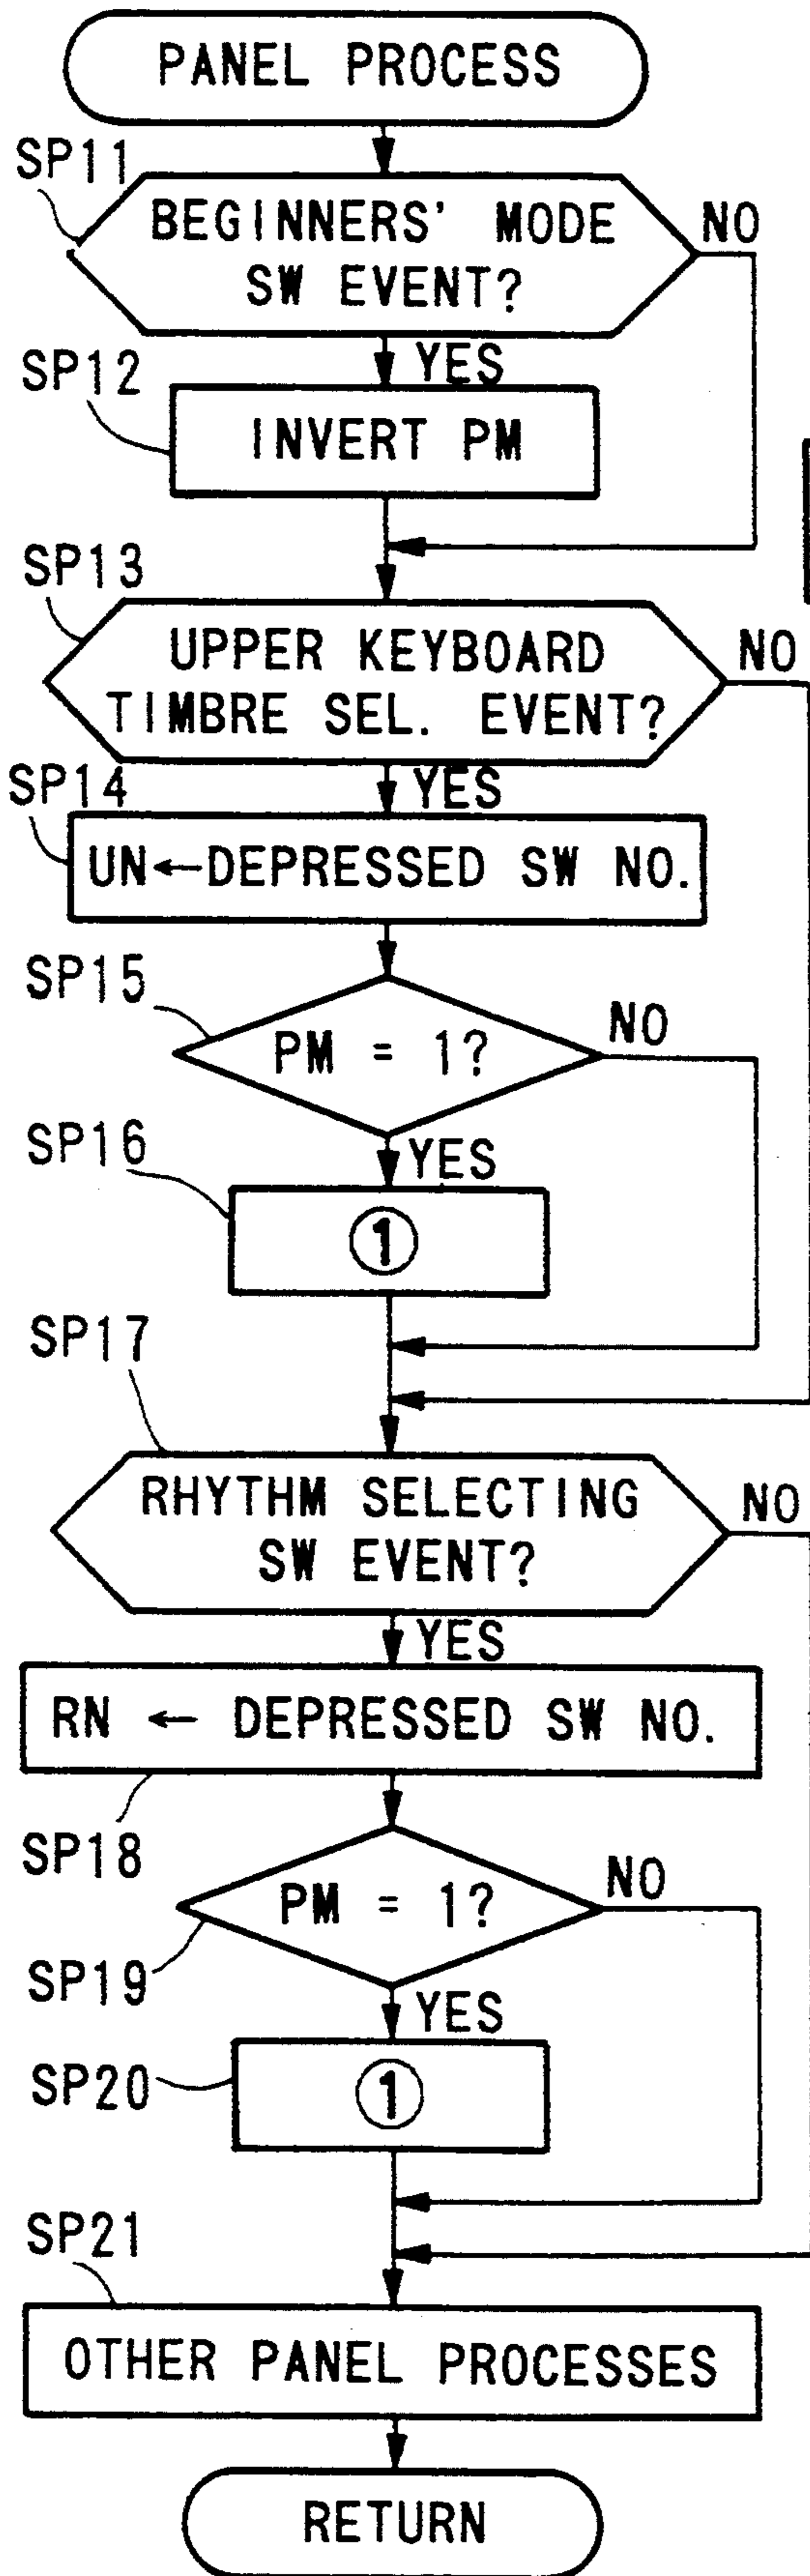 PANEL PROCESS
SP11
BEGINNERS' MODE
SW EVENT?
NO
YES
SP12
INVERT PM
SP13
UPPER KEYBOARD
TIMBRE SEL. EVENT?
NO
YES
SP14
UN←DEPRESSED SW NO.
SP15
PM = 1?
NO
YES
SP16
①
SP17
RHYTHM SELECTING
SW EVENT?
NO
YES
RN ← DEPRESSED SW NO.
SP18
PM = 1?
NO
SP19
YES
SP20
①
SP21
OTHER PANEL PROCESSES
RETURN